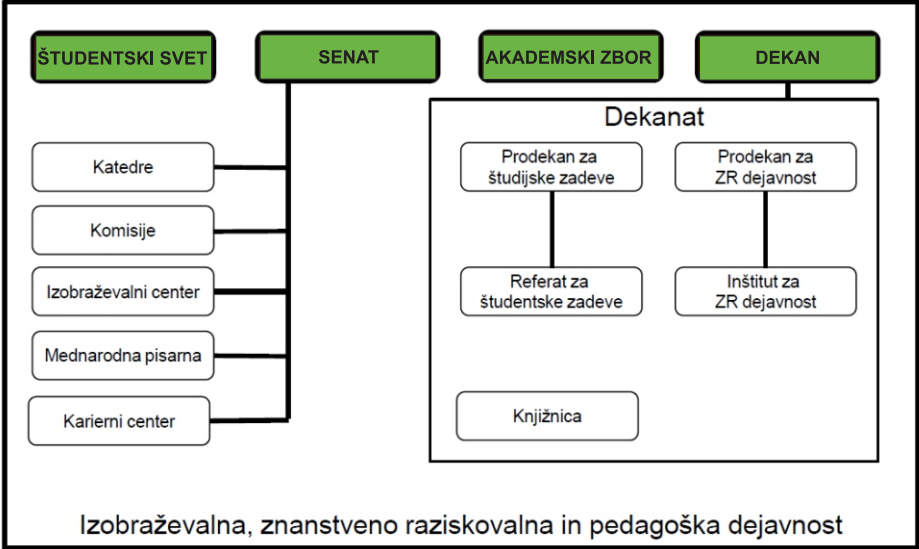 ŠTUDENTSKI SVET
SENAT
AKADEMSKI ZBOR
DEKAN
Katedre
Komisije
Izobraževalni center
Mednarodna pisarna
Karierni center
Dekanat
Prodekan za
študijske zadeve
Prodekan za
ZR dejavnost
Referat za
študentske zadeve
Inštitut za
ZR dejavnost
Knjižnica
Izobraževalna, znanstveno raziskovalna in pedagoška dejavnost